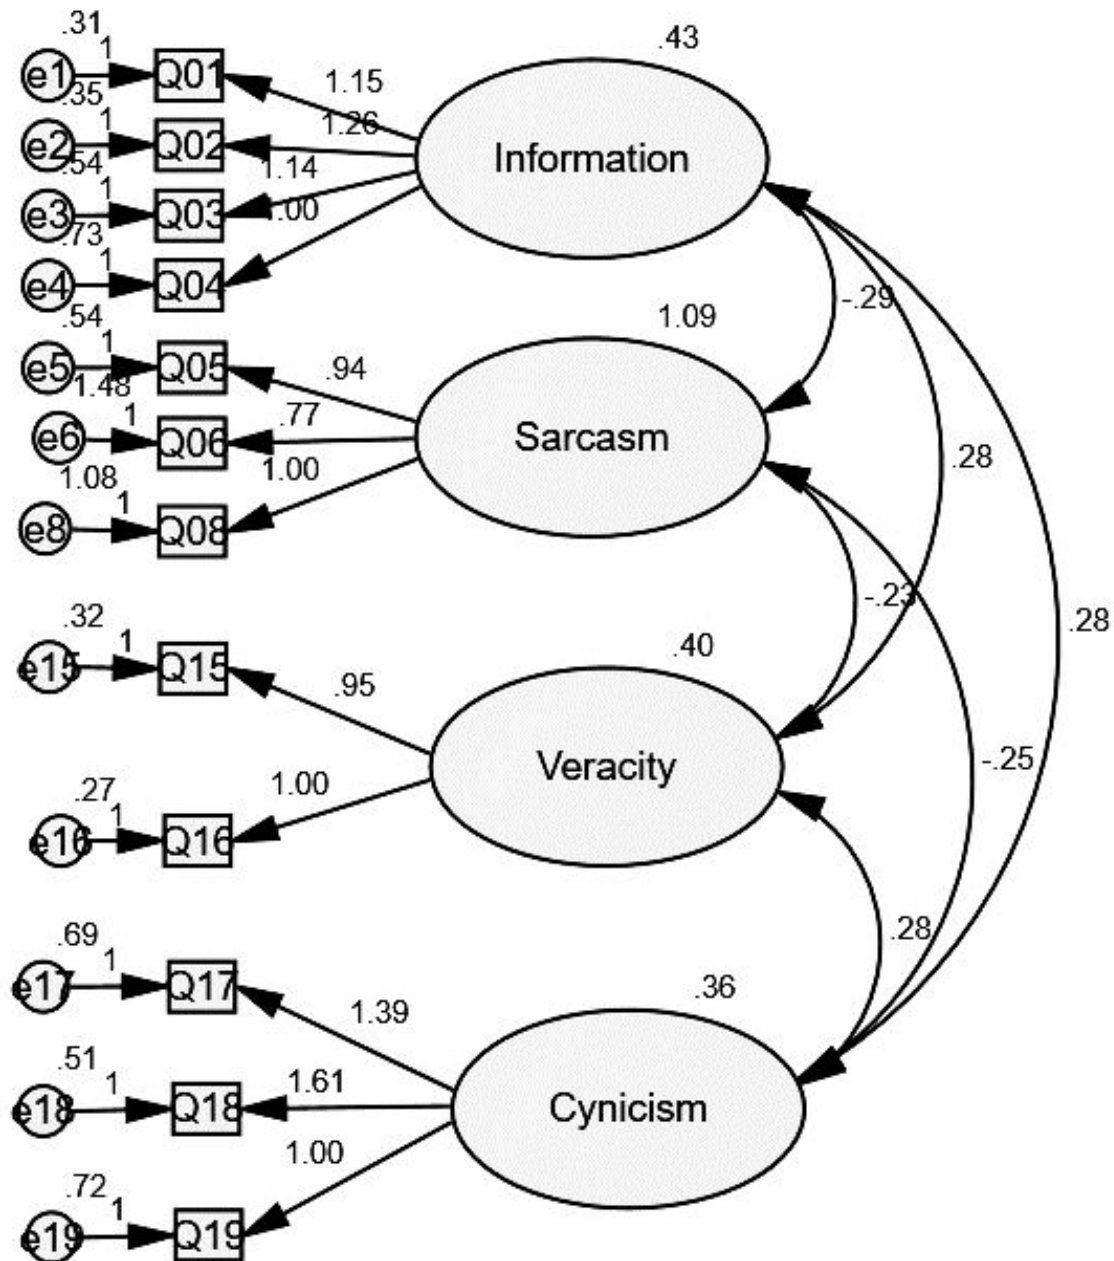 .31
1
e1
Q01
1.15
.43
Information
.35
1
e2
Q02
1.26
.54
1
e3
Q03
1.14
.73
1
e4
Q04
1.00
-.29
.54
1
e5
Q05
.94
1.09
Sarcasm
1.48
1
e6
Q06
.77
1.08
1
e8
Q08
1.00
.28
-.23
.28
.32
1
e15
Q15
.95
.40
Veracity
-.25
.27
1
e16
Q16
1.00
.28
.69
1
e17
Q17
1.39
.36
Cynicism
.51
1
e18
Q18
1.61
.72
1
e19
Q19
1.00